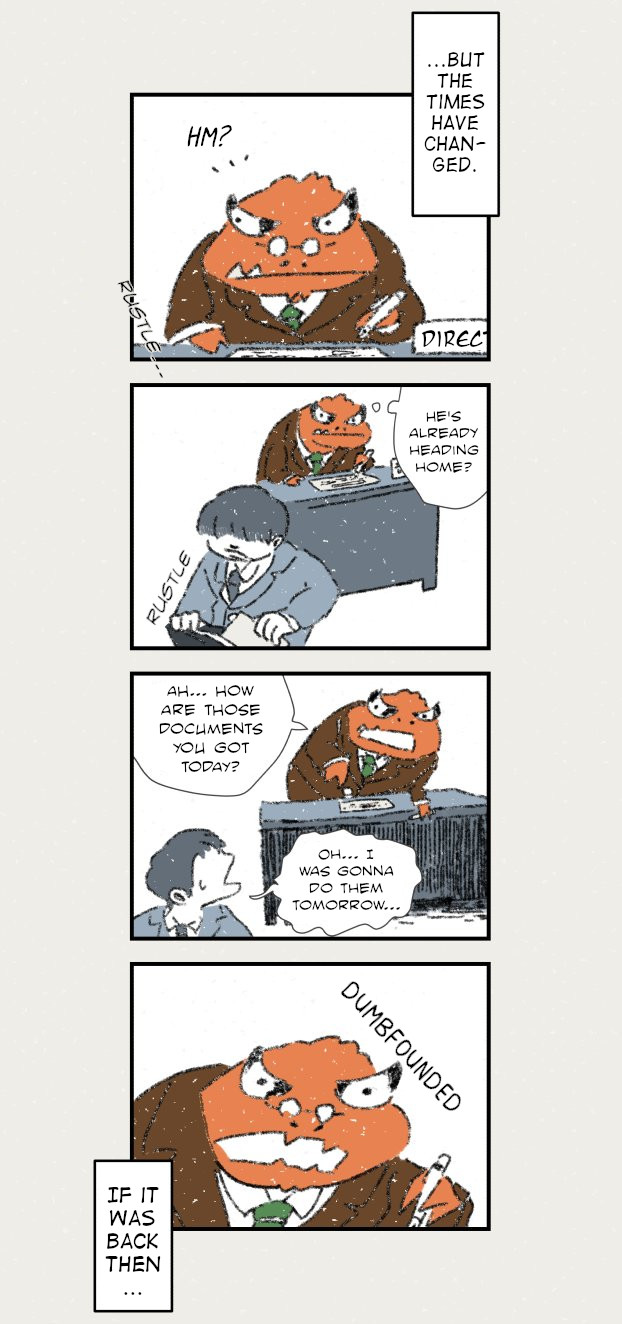 ...BUT
THE
TIMES
HAVE
CHAN-
GED.
HM?
RUSTLE...
DIRECT
HE'S
ALREADY
HEADING
HOME?
RUSTLE
AH... HOW
ARE THOSE
DOCUMENTS
YOU GOT
TODAY?
OH... I
WAS GONNA
DO THEM
TOMORROW...
DUMBFOUNDED
IF IT
WAS
BACK
THEN
...